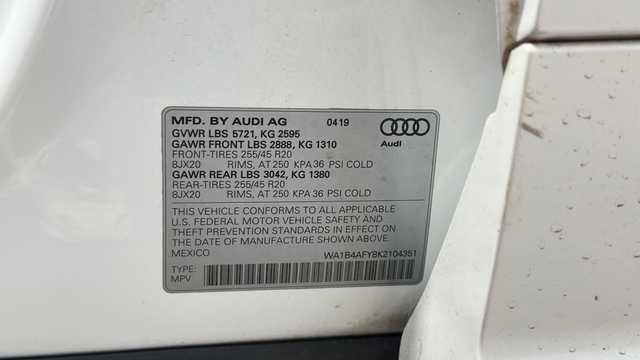 MFD. BY AUDI AG 0419
GVWR LBS 5721, KG 2595
GAWR FRONT LBS 2888, KG 1310
FRONT-TIRES 255/45 R20
8JX20 RIMS, AT 250 KPA 36 PSI COLD
GAWR REAR LBS 3042, KG 1380
REAR-TIRES 255/45 R20
8JX20 RIMS, AT 250 KPA 36 PSI COLD
Audi
THIS VEHICLE CONFORMS TO ALL APPLICABLE
U.S. FEDERAL MOTOR VEHICLE SAFETY AND
THEFT PREVENTION STANDARDS IN EFFECT ON
THE DATE OF MANUFACTURE SHOWN ABOVE.
MEXICO WA1B4AFY8K2104351
TYPE:
MPV